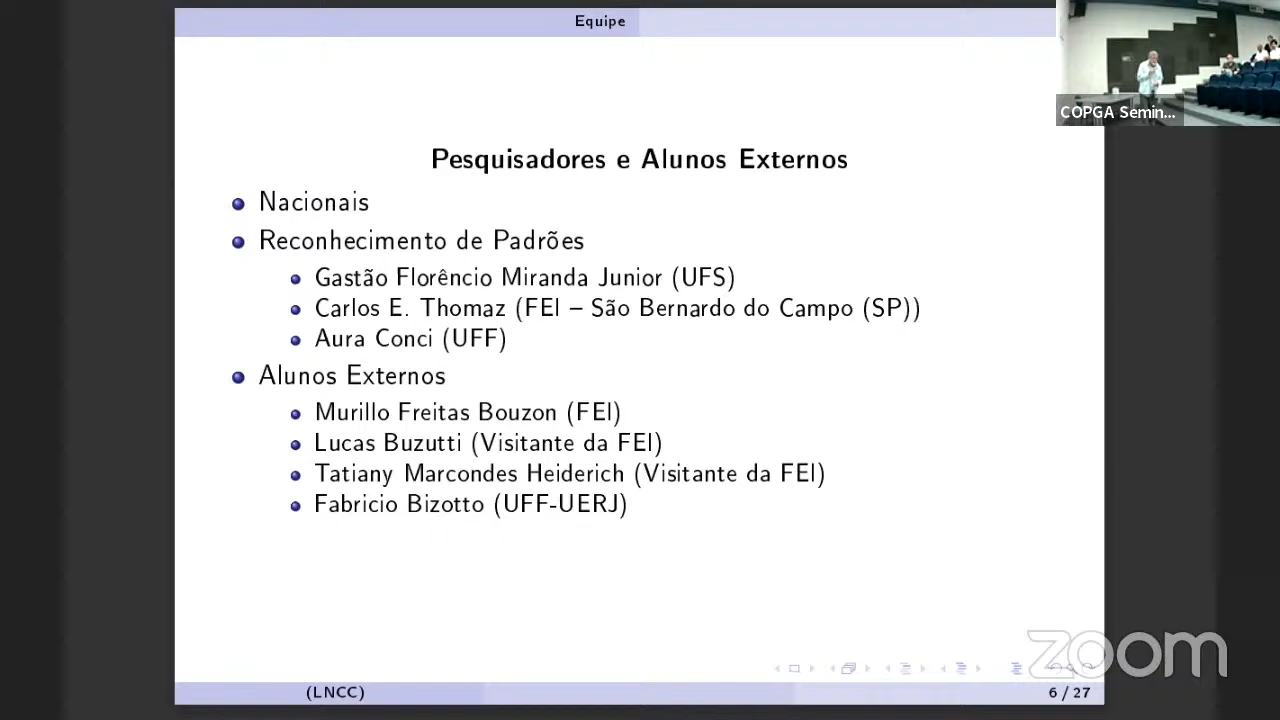 Equipe
COPGA Semin...
Pesquisadores e Alunos Externos
Nacionais
Reconhecimento de Padrões
Gastão Florêncio Miranda Junior (UFS)
Carlos E. Thomaz (FEI – São Bernardo do Campo (SP))
Aura Conci (UFF)
Alunos Externos
Murillo Freitas Bouzon (FEI)
Lucas Buzutti (Visitante da FEI)
Tatiany Marcondes Heiderich (Visitante da FEI)
Fabricio Bizotto (UFF-UERJ)
zoom
(LNCC)
6 / 27